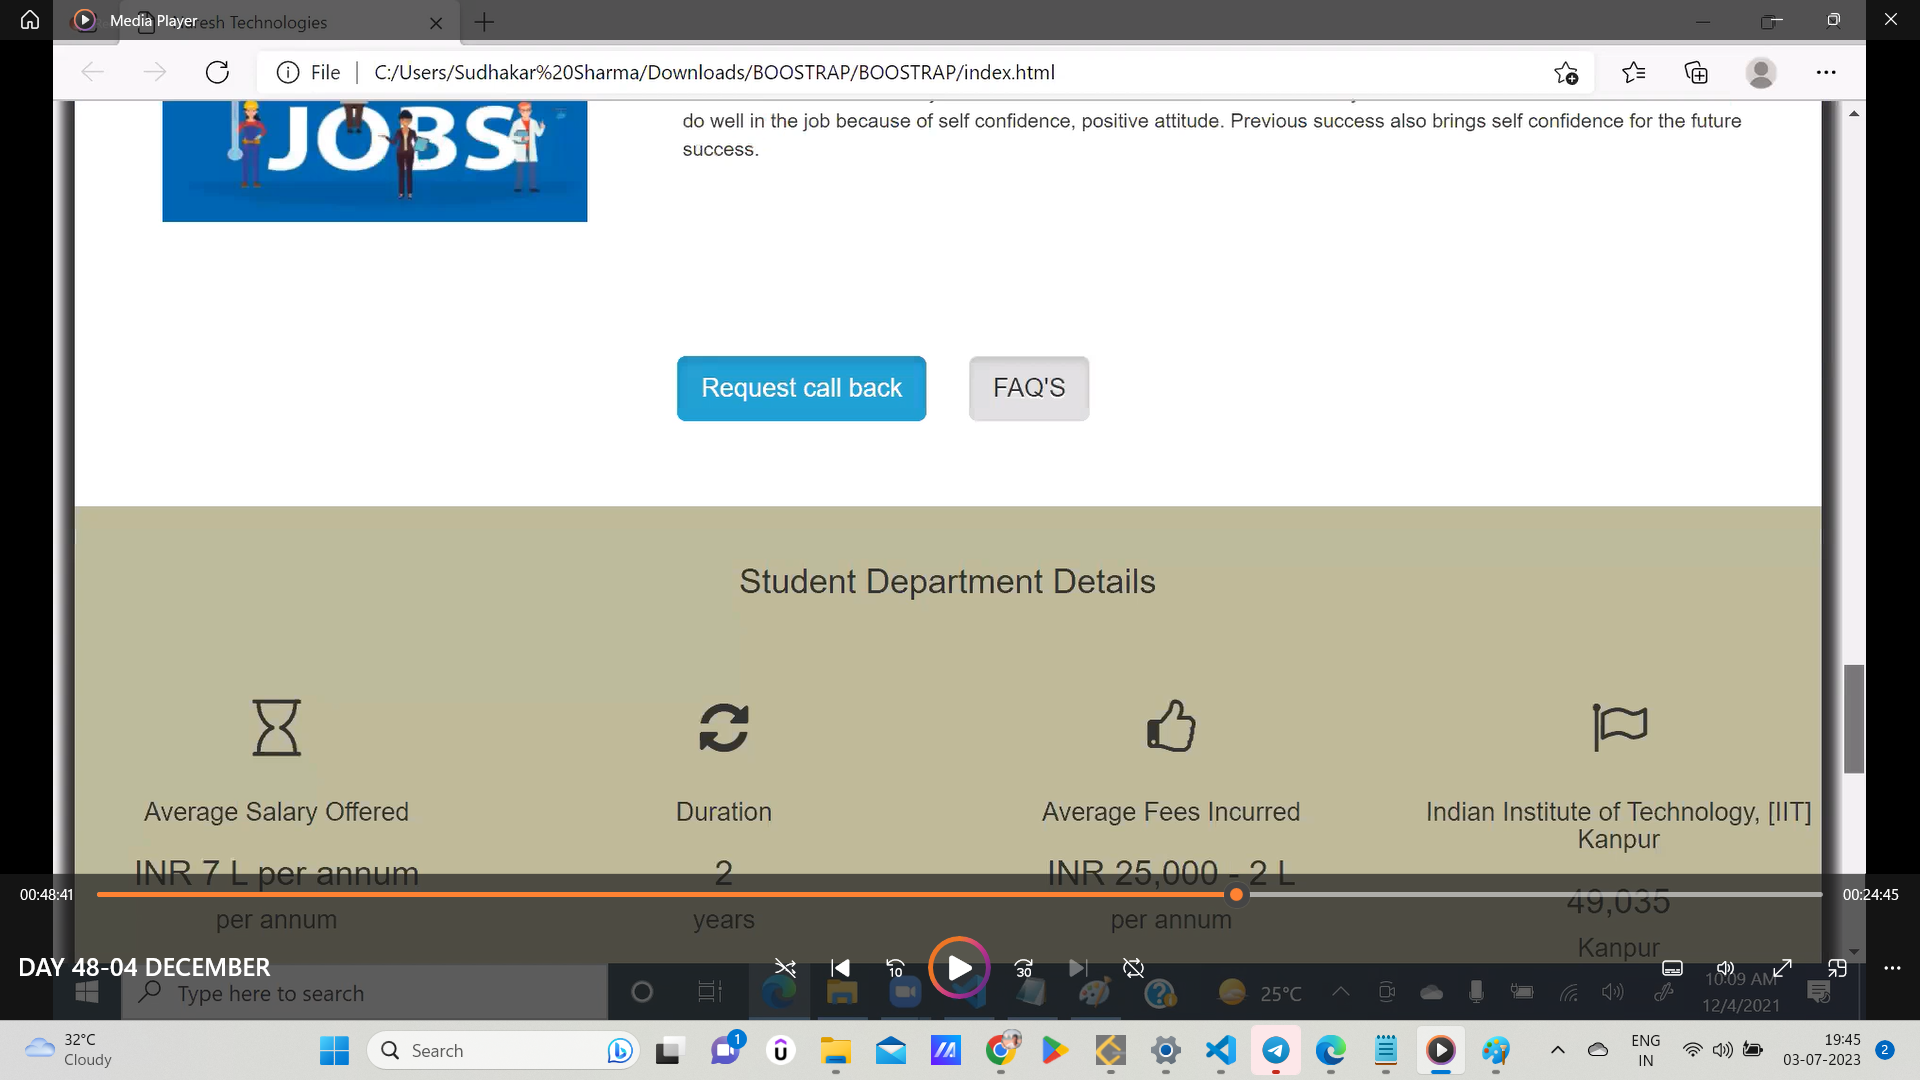 Media Player
resh Technologies
File
C:/Users/Sudhakar%20Sharma/Downloads/BOOSTRAP/BOOSTRAP/index.html
JOBS
do well in the job because of self confidence, positive attitude. Previous success also brings self confidence for the future
success.
Request call back
FAQ'S
Student Department Details
Average Salary Offered
Duration
Average Fees Incurred
Indian Institute of Technology, [IIT]
Kanpur
INR 7 L per annum
2
INR 25,000 - 2 L
00:48:41
00:24:45
49,035
per annum
years
per annum
Kanpur
DAY 48-04 DECEMBER
10
30
Type here to search
25°C
10:09 AM
12/4/2021
32°C
Cloudy
Search
1
ENG
IN
19:45
03-07-2023
2